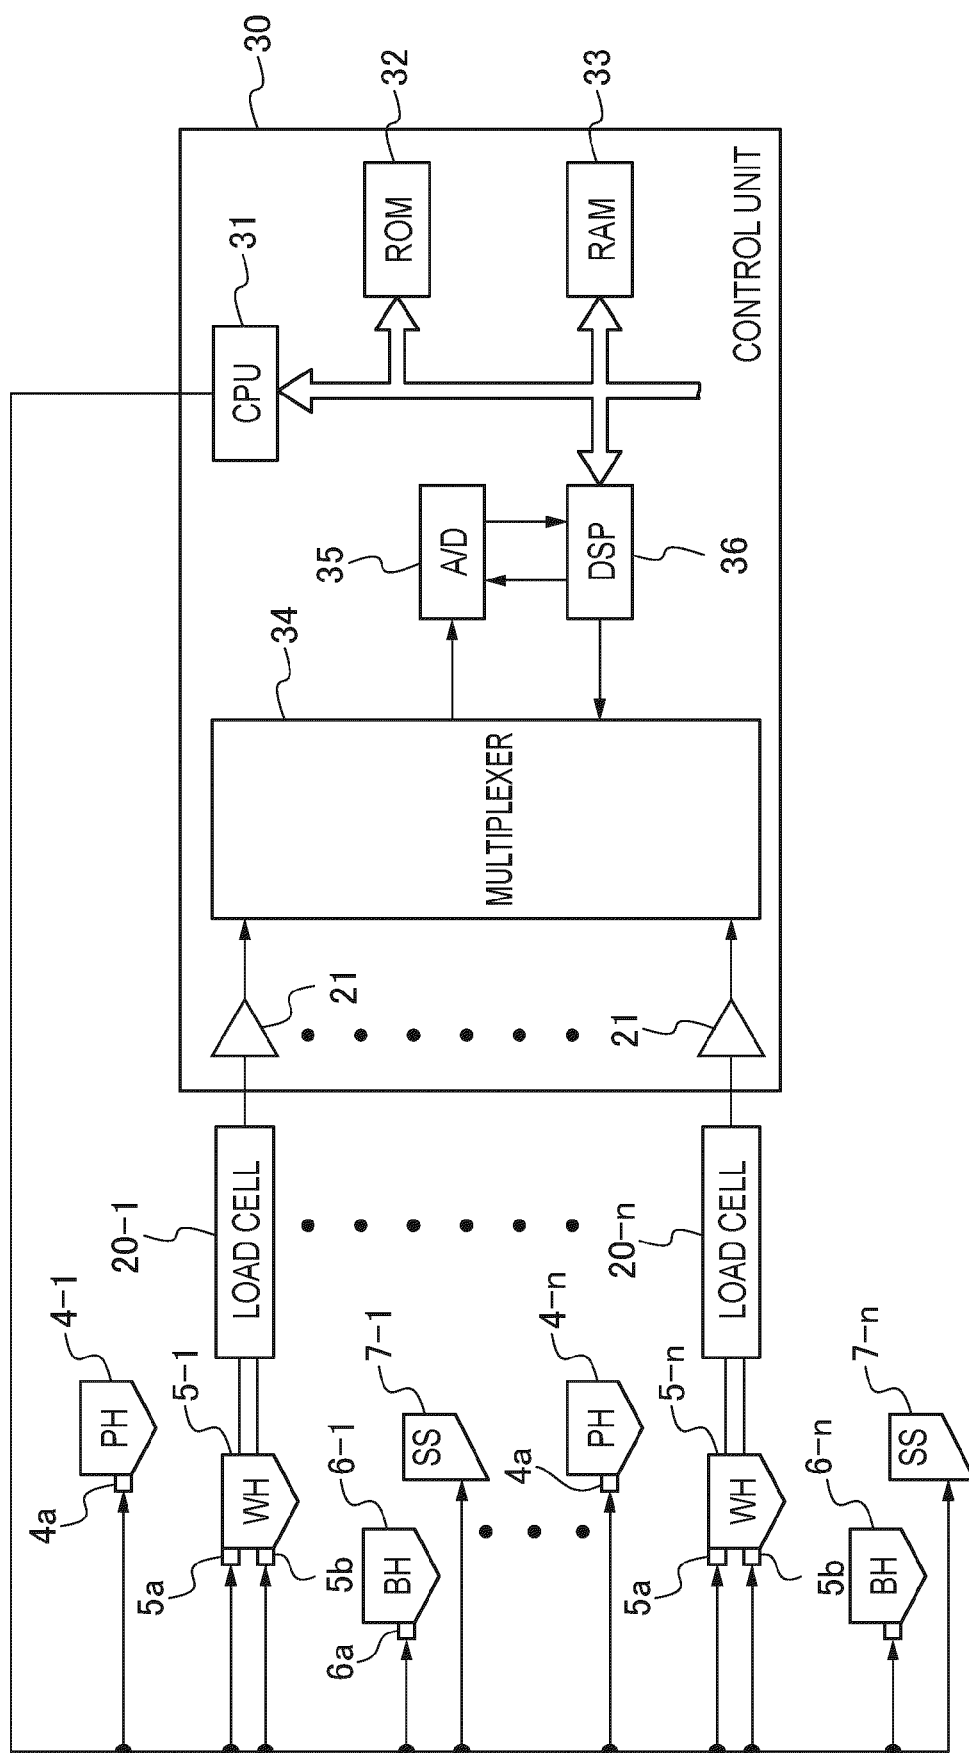 30
CONTROL UNIT
31
CPU
32
ROM
33
RAM
34
MULTIPLEXER
35
A/D
36
DSP
21
21
20-1
LOAD CELL
20-n
LOAD CELL
4-1
PH
4a
5-1
WH
5a
5b
6-1
BH
6a
7-1
SS
4-n
PH
4a
5-n
WH
5a
5b
6-n
BH
7-n
SS